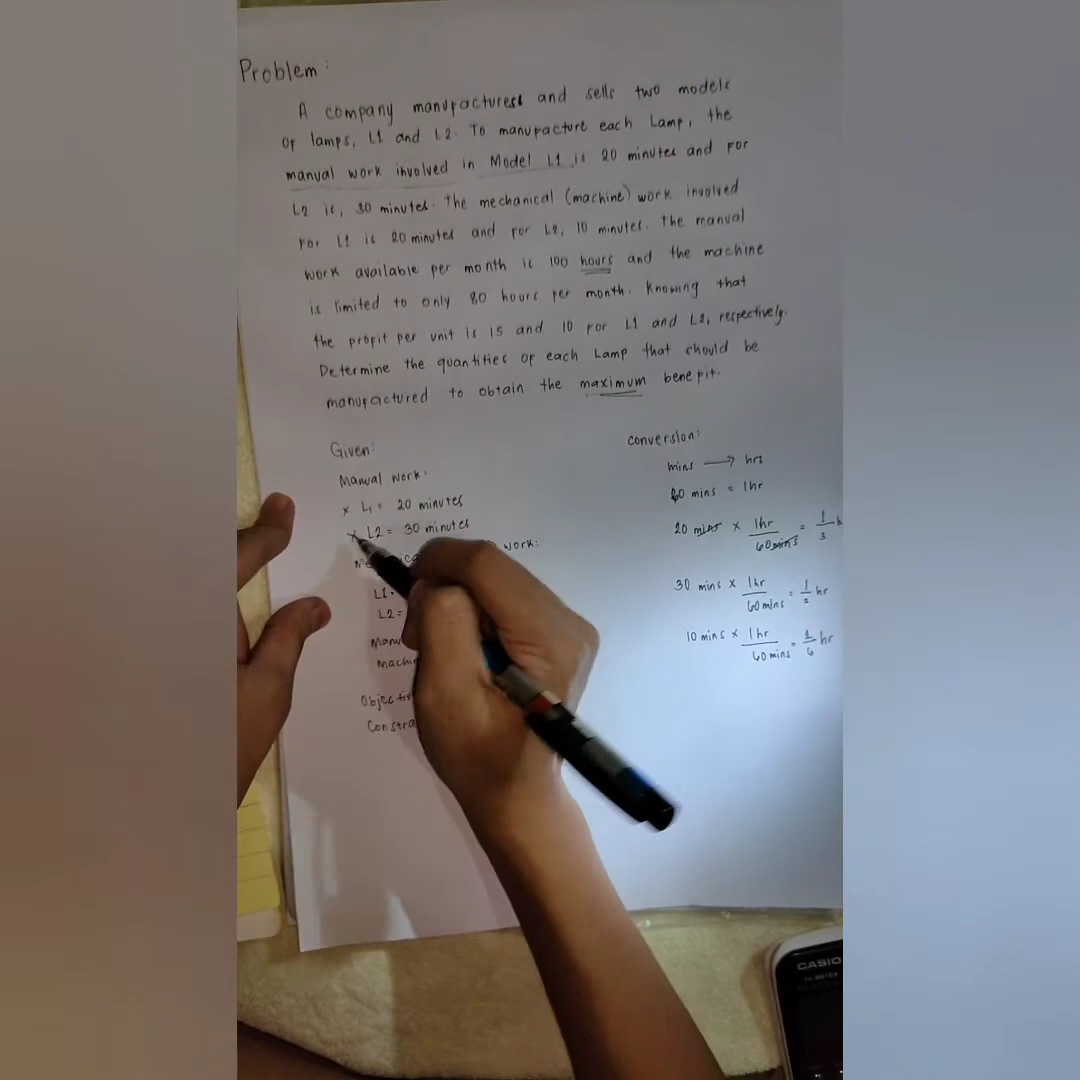 Problem:
A company manufactures and sells two models
of lamps, L1 and L2. To manufacture each Lamp, the
manual work involved in Model L1 is 20 minutes and for
L2 is, 30 minutes. The mechanical (machine) work involved
for L1 is 20 minutes and for L2, 10 minutes. The manual
work available per month is 100 hours and the machine
is limited to only 80 hours per month. Knowing that
the profit per unit is 15 and 10 for L1 and L2, respectively.
Determine the quantities of each Lamp that should be
manufactured to obtain the maximum benefit.
Given:
Manual work:
x L1 = 20 minutes
x L2 = 30 minutes
work:
L1
L2 =
Conversion:
mins → hrs
60 mins = 1hr
20 mins x 1hr/60mins = 1/3 h
30 mins x 1hr/60mins = 1/2 hr
10 mins x 1hr/60mins = 1/6 hr
CASIO